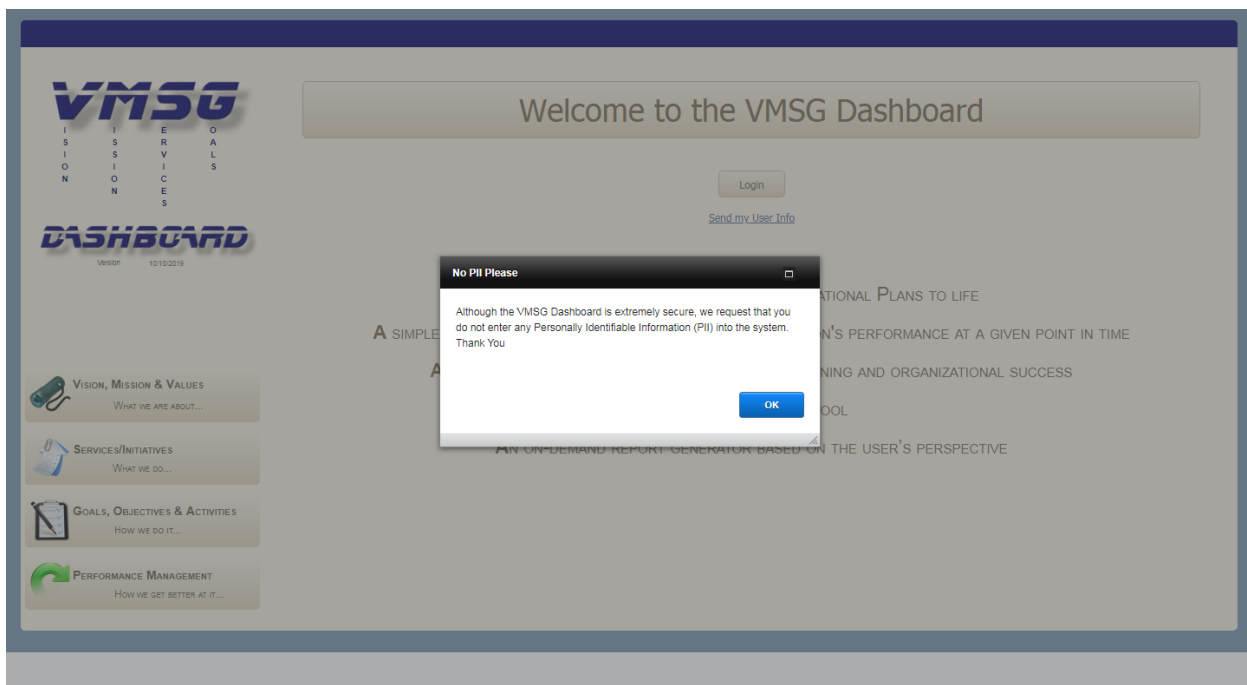 VMSG
ISION
ISSION
ERVICES
OALS
DASHBOARD
Version 10/10/2019
Welcome to the VMSG Dashboard
Login
Send my User Info
No PII Please
Although the VMSG Dashboard is extremely secure, we request that you
do not enter any Personally Identifiable Information (PII) into the system.
Thank You
OK
ATIONAL PLANS TO LIFE
A SIMPLE
N'S PERFORMANCE AT A GIVEN POINT IN TIME
A
NING AND ORGANIZATIONAL SUCCESS
OOL
AN ON-DEMAND REPORT GENERATOR BASED ON THE USER'S PERSPECTIVE
VISION, MISSION & VALUES
WHAT WE ARE ABOUT...
SERVICES/INITIATIVES
WHAT WE DO...
GOALS, OBJECTIVES & ACTIVITIES
HOW WE DO IT...
PERFORMANCE MANAGEMENT
HOW WE GET BETTER AT IT...